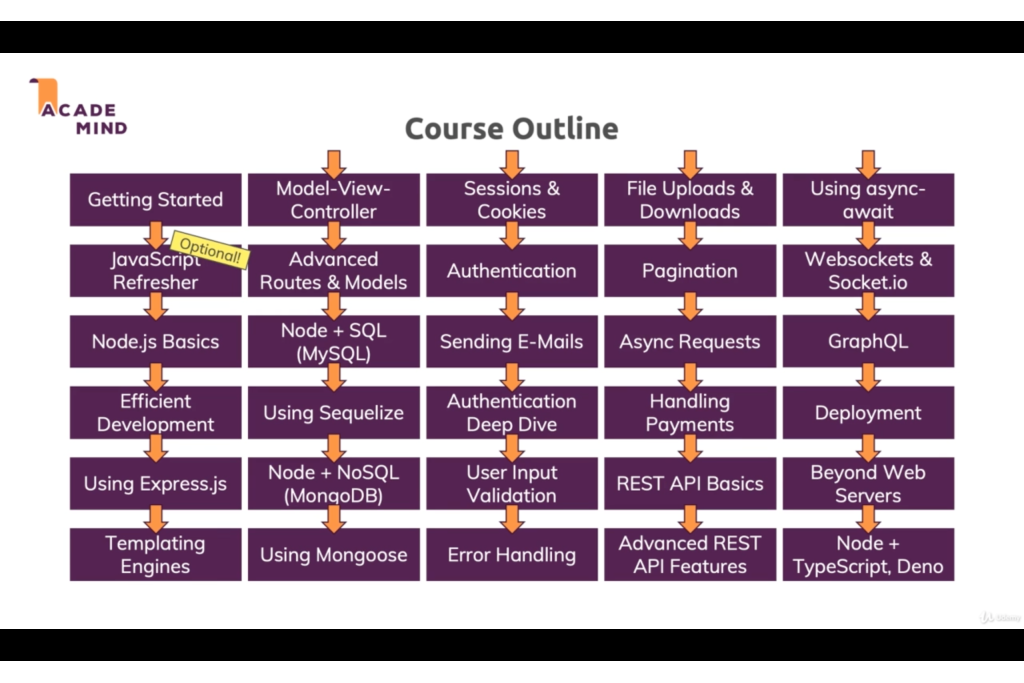 ACADE
MIND
Course Outline
Getting Started
Optional!
JavaScript
Refresher
Node.js Basics
Efficient
Development
Using Express.js
Templating
Engines
Model-View-
Controller
Advanced
Routes & Models
Node + SQL
(MySQL)
Using Sequelize
Node + NoSQL
(MongoDB)
Using Mongoose
Sessions &
Cookies
Authentication
Sending E-Mails
Authentication
Deep Dive
User Input
Validation
Error Handling
File Uploads &
Downloads
Pagination
Async Requests
Handling
Payments
REST API Basics
Advanced REST
API Features
Using async-
await
Websockets &
Socket.io
GraphQL
Deployment
Beyond Web
Servers
Node +
TypeScript, Deno